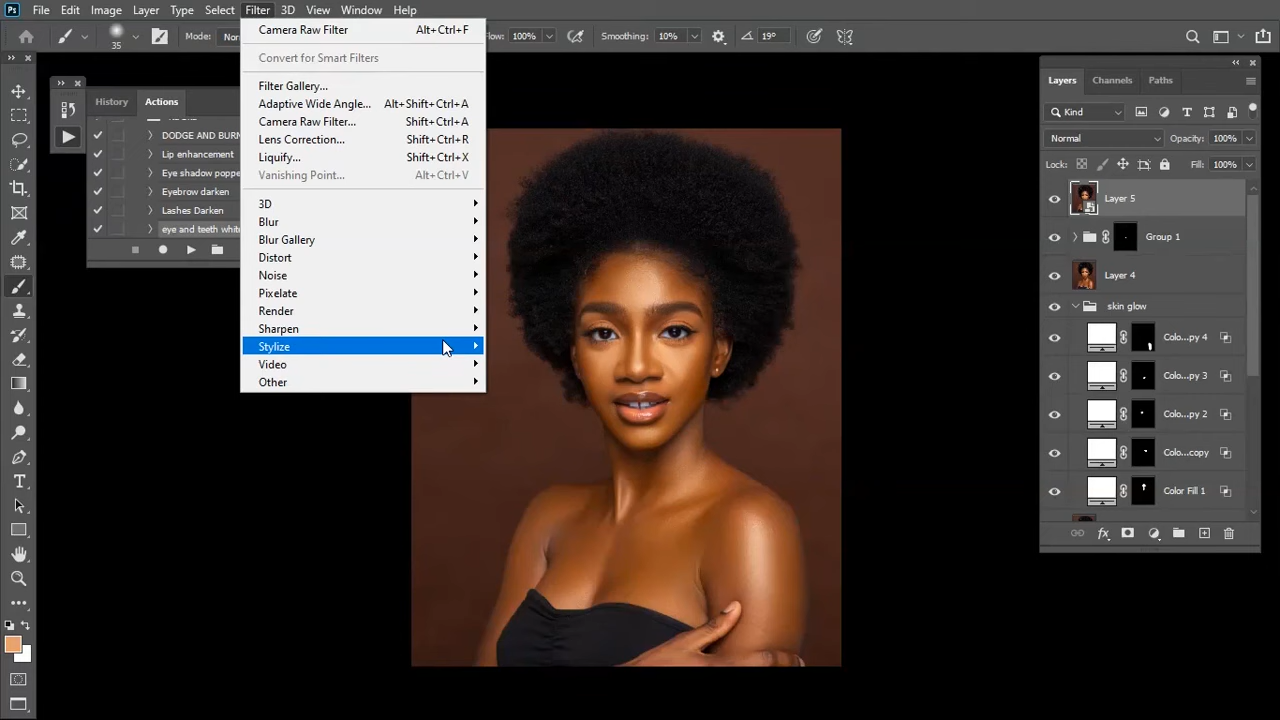 Ps File Edit Image Layer Type Select Filter 3D View Window Help
35 Mode: Flow: 100% Smoothing: 10% 19°
Camera Raw Filter Alt+Ctrl+F
Convert for Smart Filters
Filter Gallery...
Adaptive Wide Angle... Alt+Shift+Ctrl+A
Camera Raw Filter... Shift+Ctrl+A
Lens Correction... Shift+Ctrl+R
Liquify... Shift+Ctrl+X
Vanishing Point... Alt+Ctrl+V
3D
Blur
Blur Gallery
Distort
Noise
Pixelate
Render
Sharpen
Stylize
Video
Other
History Actions
DODGE AND BURN
Lip enhancement
Eye shadow poppe
Eyebrow darken
Lashes Darken
eye and teeth white
Layers Channels Paths
Kind
Normal Opacity: 100%
Lock: Fill: 100%
Layer 5
Group 1
Layer 4
skin glow
Colo...py 4
Colo...py 3
Colo...py 2
Colo...copy
Color Fill 1
fx